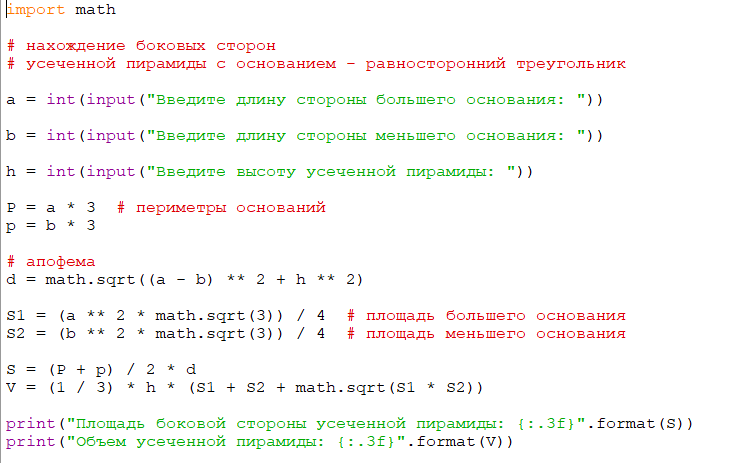 import math
# нахождение боковых сторон
# усеченной пирамиды с основанием - равносторонний треугольник
a = int(input("Введите длину стороны большего основания: "))
b = int(input("Введите длину стороны меньшего основания: "))
h = int(input("Введите высоту усеченной пирамиды: "))
P = a * 3  # периметры оснований
p = b * 3
# апофема
d = math.sqrt((a - b) ** 2 + h ** 2)
S1 = (a ** 2 * math.sqrt(3)) / 4  # площадь большего основания
S2 = (b ** 2 * math.sqrt(3)) / 4  # площадь меньшего основания
S = (P + p) / 2 * d
V = (1 / 3) * h * (S1 + S2 + math.sqrt(S1 * S2))
print("Площадь боковой стороны усеченной пирамиды: {:.3f}".format(S))
print("Объем усеченной пирамиды: {:.3f}".format(V))